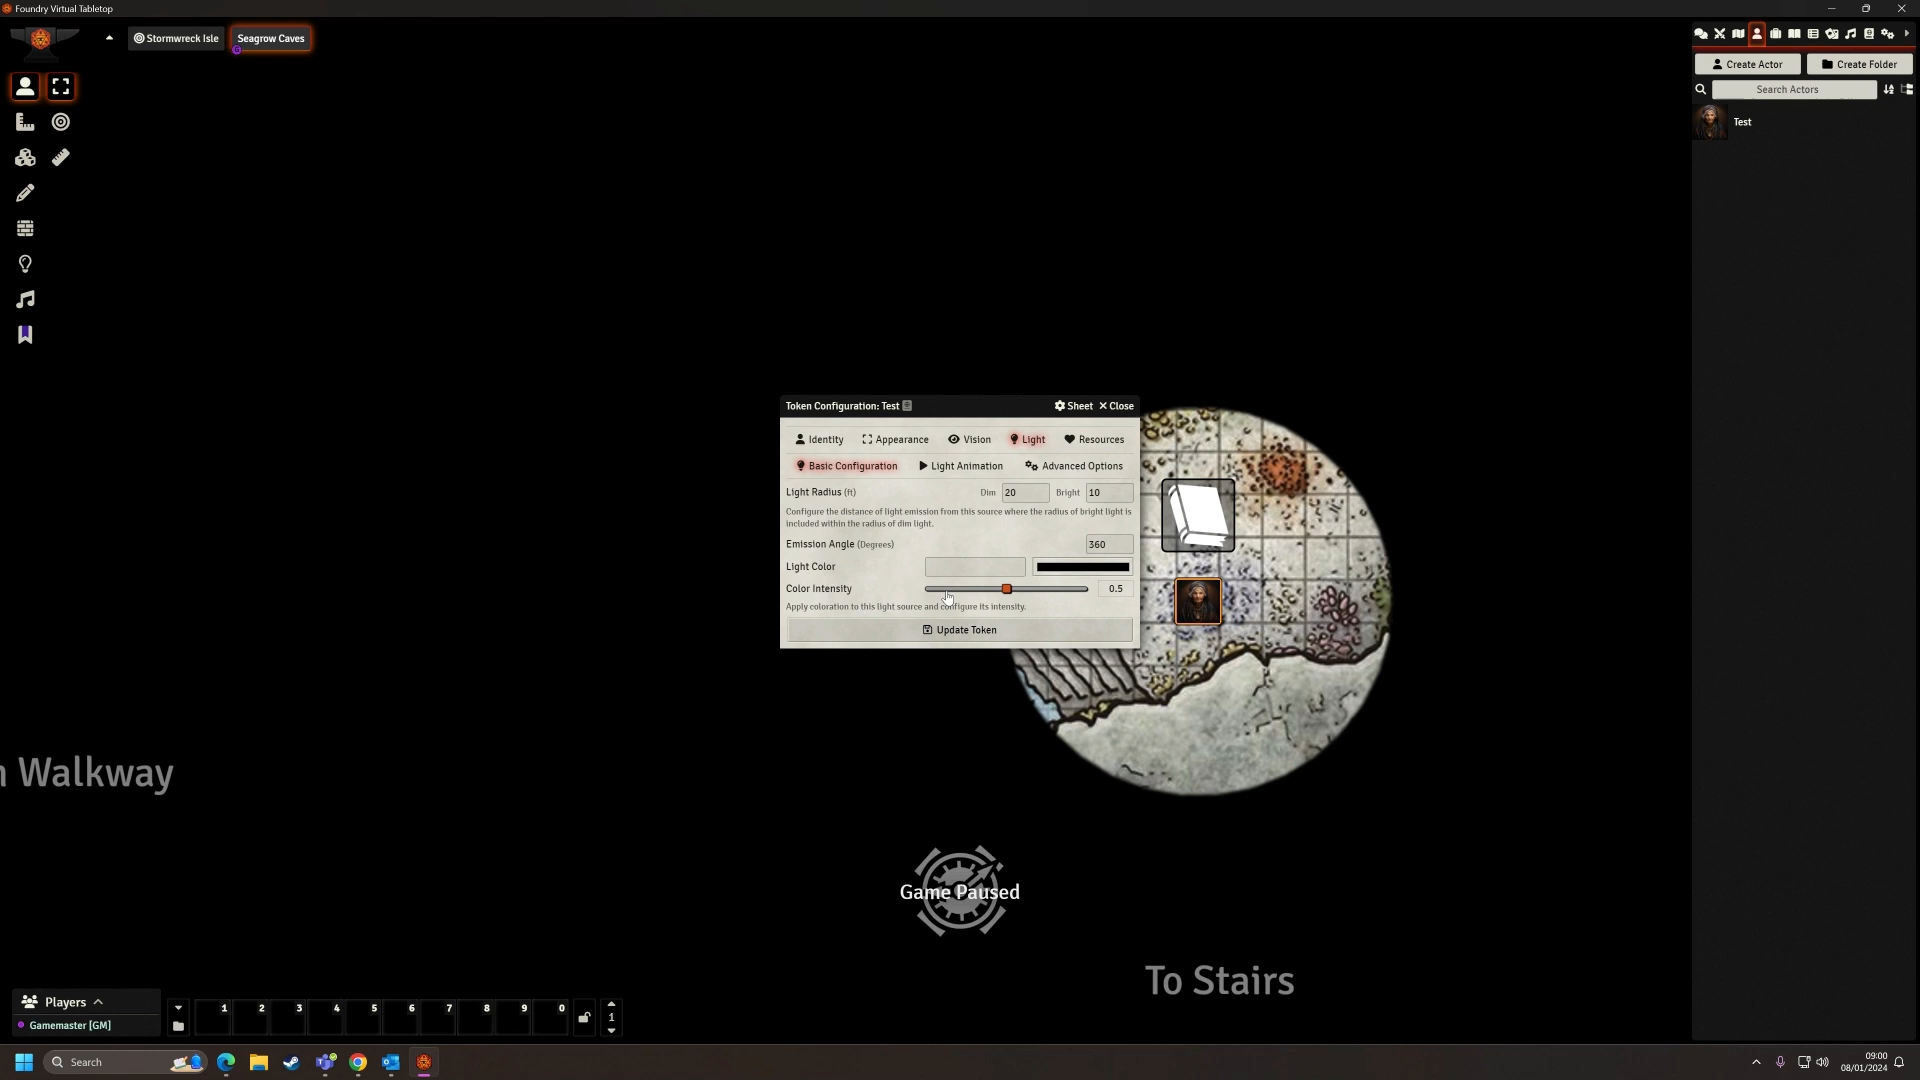 Foundry Virtual Tabletop
Stormwreck Isle
Seagrow Caves
G
Create Actor
Create Folder
Search Actors
Test
Token Configuration: Test
Sheet
Close
Identity
Appearance
Vision
Light
Resources
Basic Configuration
Light Animation
Advanced Options
Light Radius (ft)
Dim
20
Bright
10
Configure the distance of light emission from this source where the radius of bright light is
included within the radius of dim light.
Emission Angle (Degrees)
360
Light Color
Color Intensity
0.5
Apply coloration to this light source and configure its intensity.
Update Token
Walkway
Game Paused
To Stairs
Players
Gamemaster [GM]
1 2 3 4 5 6 7 8 9 0
1
Search
09:00
08/01/2024